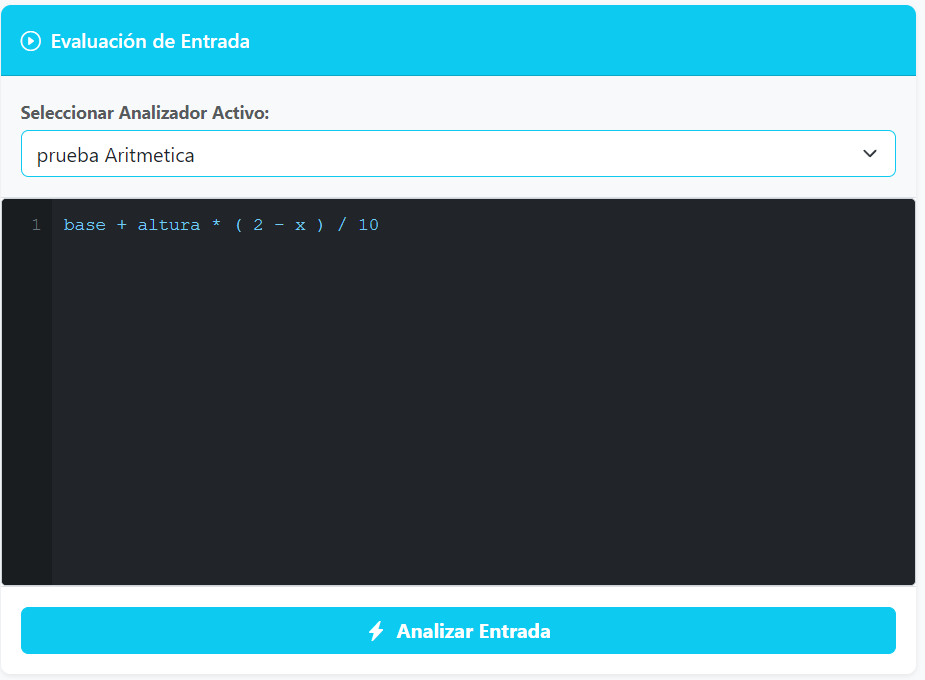 Evaluación de Entrada
Seleccionar Analizador Activo:
prueba Aritmetica
1 base + altura * ( 2 - x ) / 10
Analizar Entrada